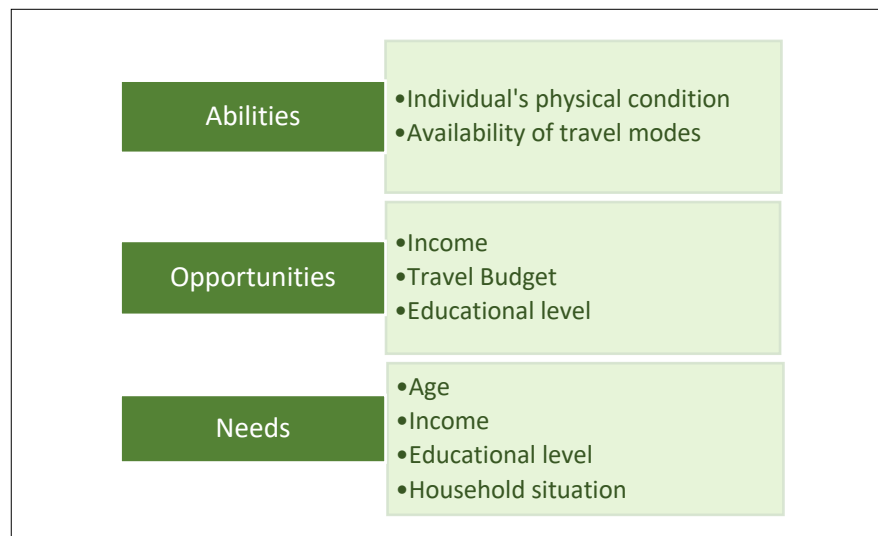 Abilities
•Individual's physical condition
•Availability of travel modes
Opportunities
•Income
•Travel Budget
•Educational level
Needs
•Age
•Income
•Educational level
•Household situation